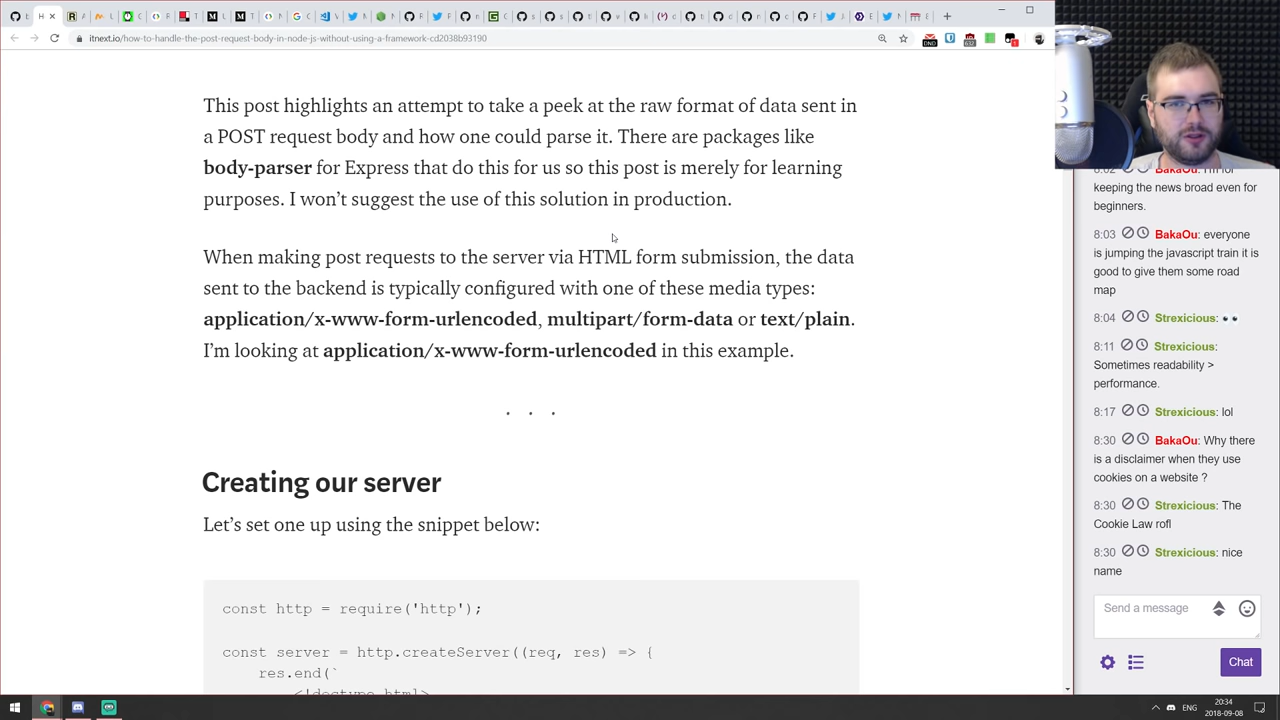 itnext.io/how-to-handle-the-post-request-body-in-node-js-without-using-a-framework-cd2038b93190
This post highlights an attempt to take a peek at the raw format of data sent in
a POST request body and how one could parse it. There are packages like
body-parser for Express that do this for us so this post is merely for learning
purposes. I won’t suggest the use of this solution in production.
When making post requests to the server via HTML form submission, the data
sent to the backend is typically configured with one of these media types:
application/x-www-form-urlencoded, multipart/form-data or text/plain.
I’m looking at application/x-www-form-urlencoded in this example.
. . .
Creating our server
Let’s set one up using the snippet below:
const http = require('http');
const server = http.createServer((req, res) => {
res.end(`
<!doctype html>
8:02 BakaOu: I'm for
keeping the news broad even for
beginners.
8:03 BakaOu: everyone
is jumping the javascript train it is
good to give them some road
map
8:04 Strexicious: 👀
8:11 Strexicious:
Sometimes readability >
performance.
8:17 Strexicious: lol
8:30 BakaOu: Why there
is a disclaimer when they use
cookies on a website ?
8:30 Strexicious: The
Cookie Law rofl
8:30 Strexicious: nice
name
Send a message
Chat
ENG
20:34
2018-09-08